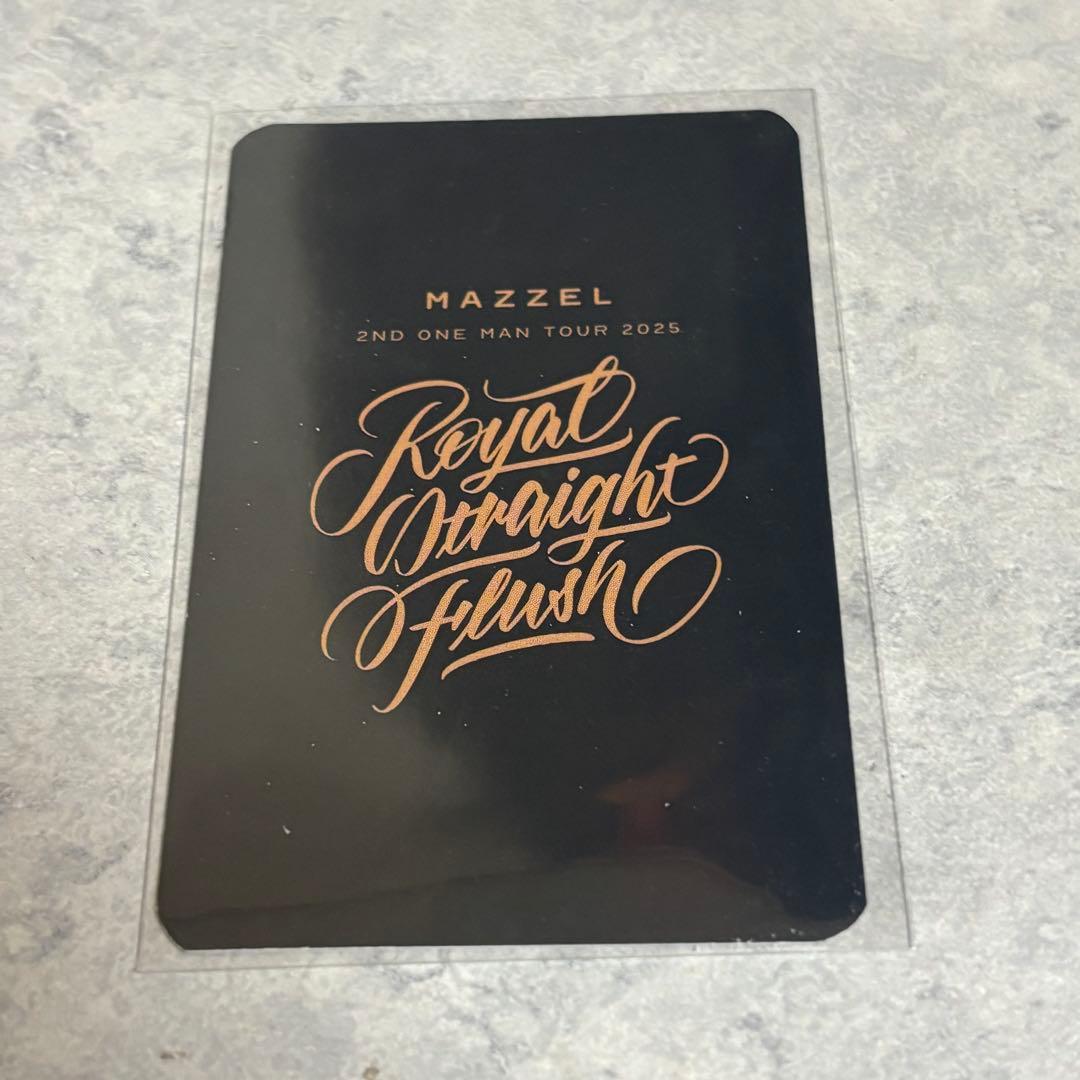 MAZZEL
2ND ONE MAN TOUR 2025
Royal
Straight
Flush